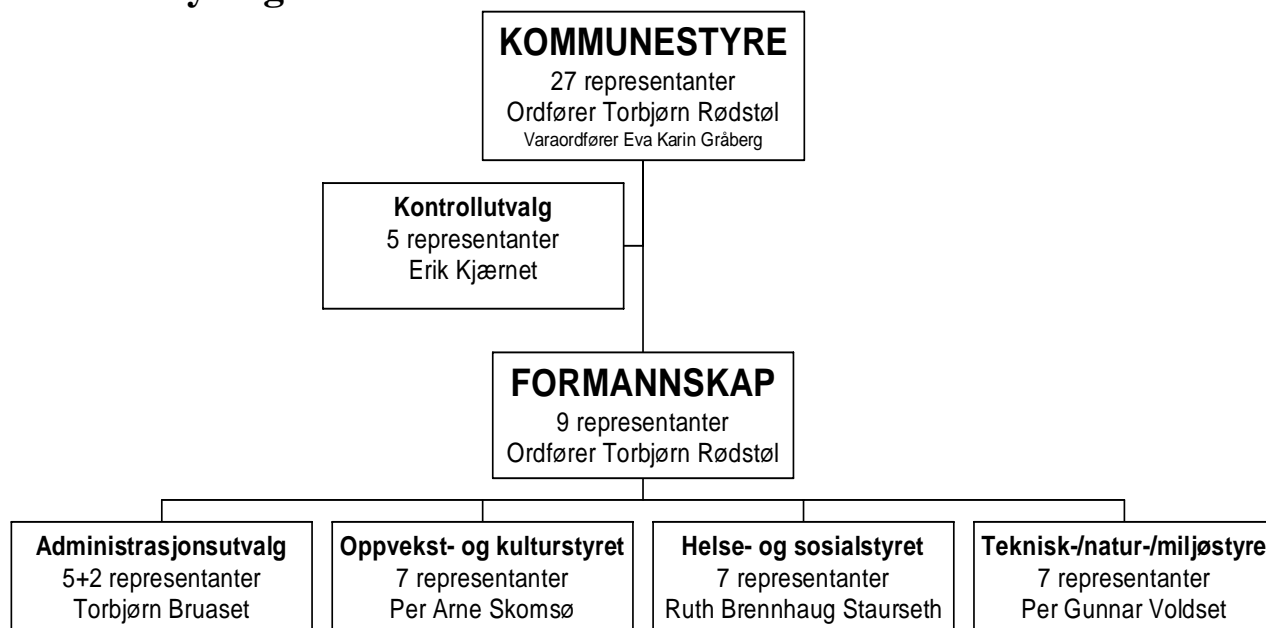 KOMMUNESTYRE
27 representanter
Ordfører Torbjørn Rødstøl
Varaordfører Eva Karin Gråberg
Kontrollutvalg
5 representanter
Erik Kjærnet
FORMANNSKAP
9 representanter
Ordfører Torbjørn Rødstøl
Administrasjonsutvalg
5+2 representanter
Torbjørn Bruaset
Oppvekst- og kulturstyret
7 representanter
Per Arne Skomsø
Helse- og sosialstyret
7 representanter
Ruth Brennhaug Staurseth
Teknisk-/natur-/miljøstyre
7 representanter
Per Gunnar Voldset